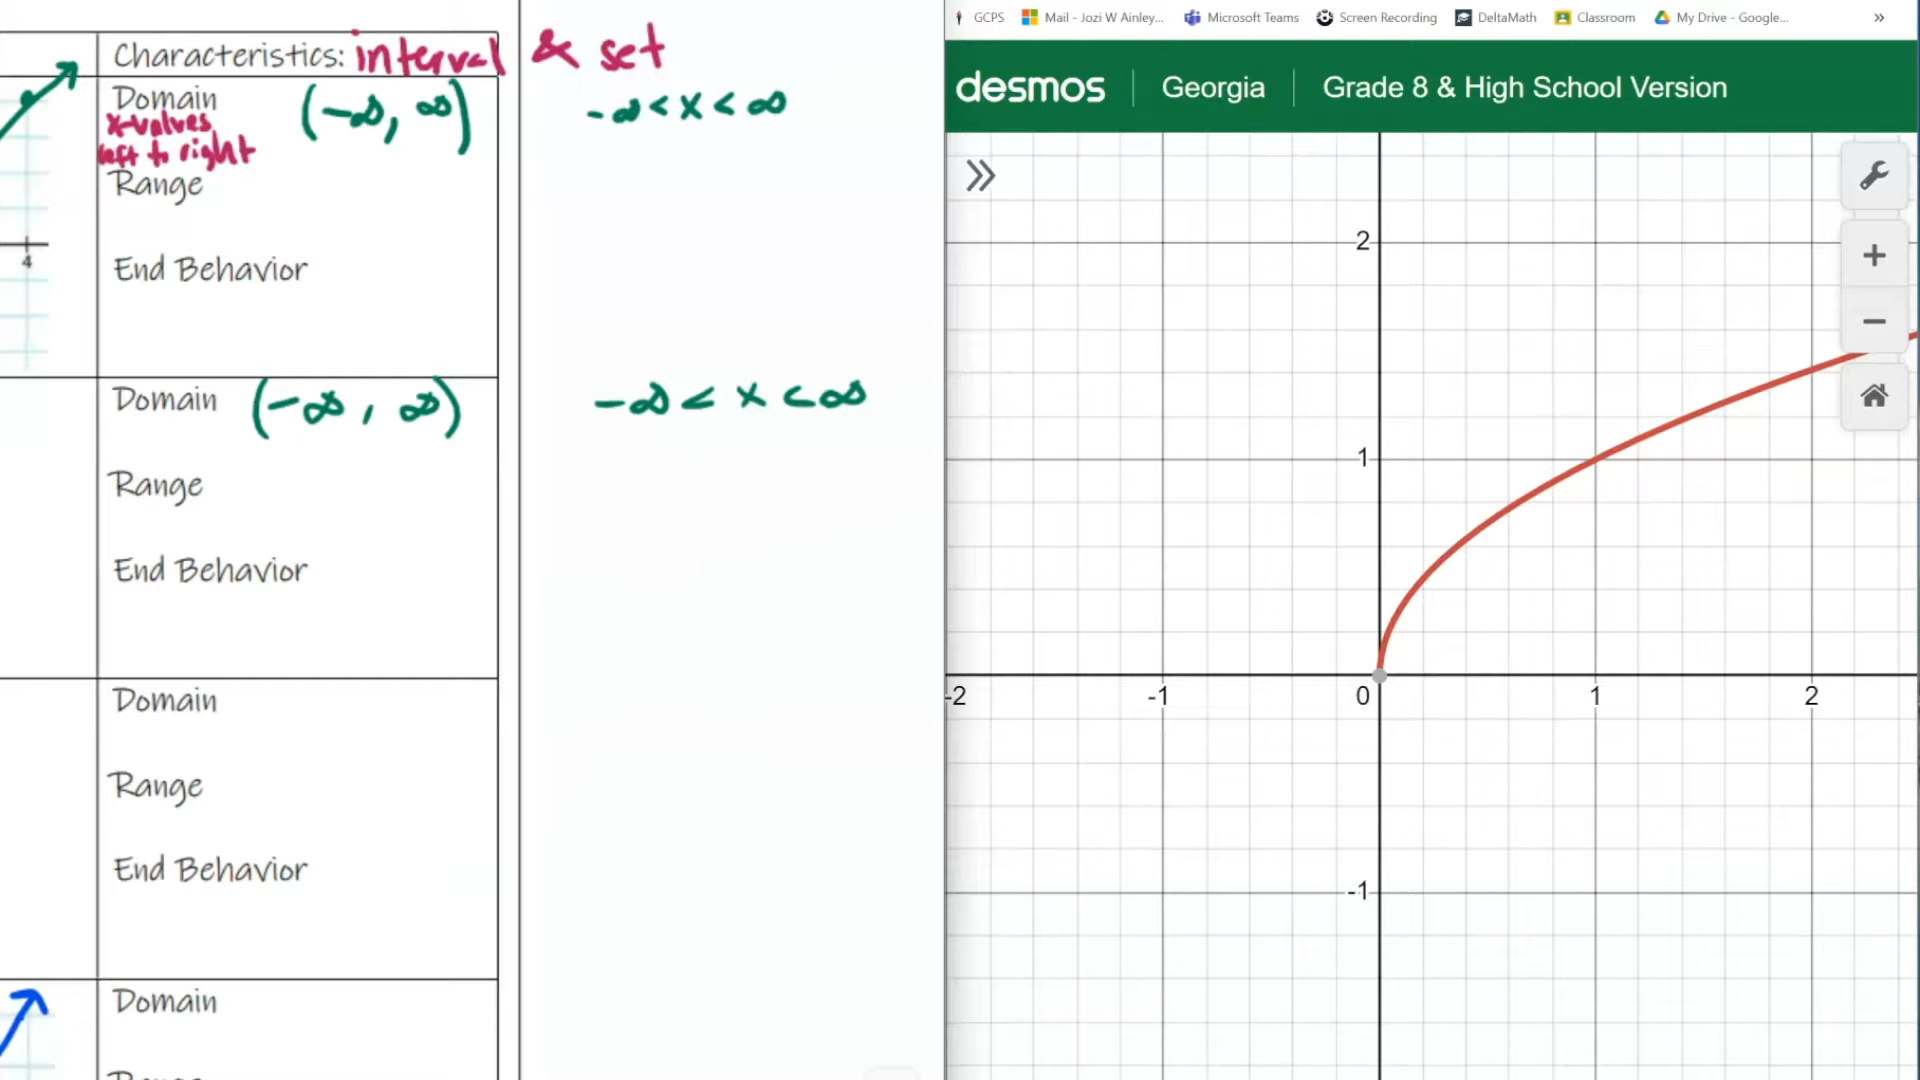 GCPS Mail - Jozi W Ainley... Microsoft Teams Screen Recording DeltaMath Classroom My Drive - Google... »
desmos Georgia Grade 8 & High School Version
Characteristics: interval & set
Domain (-∞, ∞) -∞ < x < ∞
x-values
left to right
Range
End Behavior
4
Domain (-∞, ∞) -∞ < x < ∞
Range
End Behavior
Domain
Range
End Behavior
Domain
2
1
-2 -1 0 1 2
-1